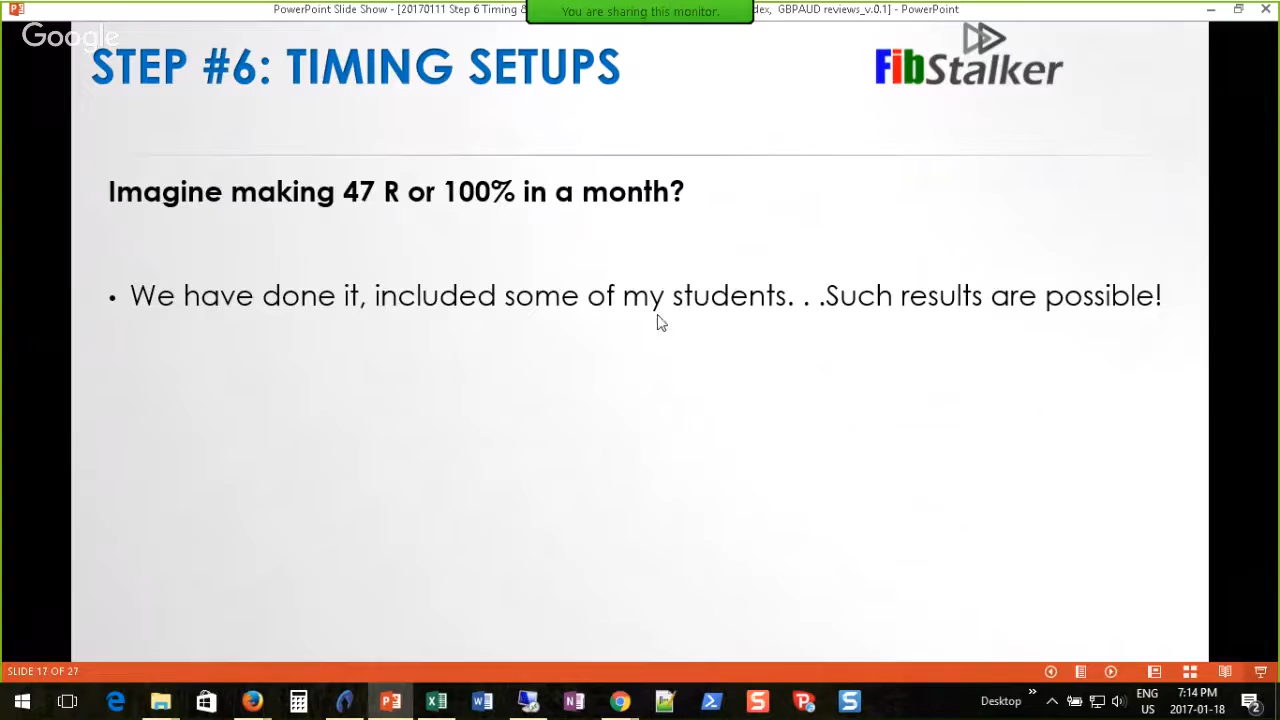 PowerPoint Slide Show - [20170111 Step 6 Timing &
You are sharing this monitor.
dex, GBPAUD reviews_v.0.1] - PowerPoint
Google
STEP #6: TIMING SETUPS
FibStalker
Imagine making 47 R or 100% in a month?
• We have done it, included some of my students. . .Such results are possible!
SLIDE 17 OF 27
Desktop
ENG
US
7:14 PM
2017-01-18
2